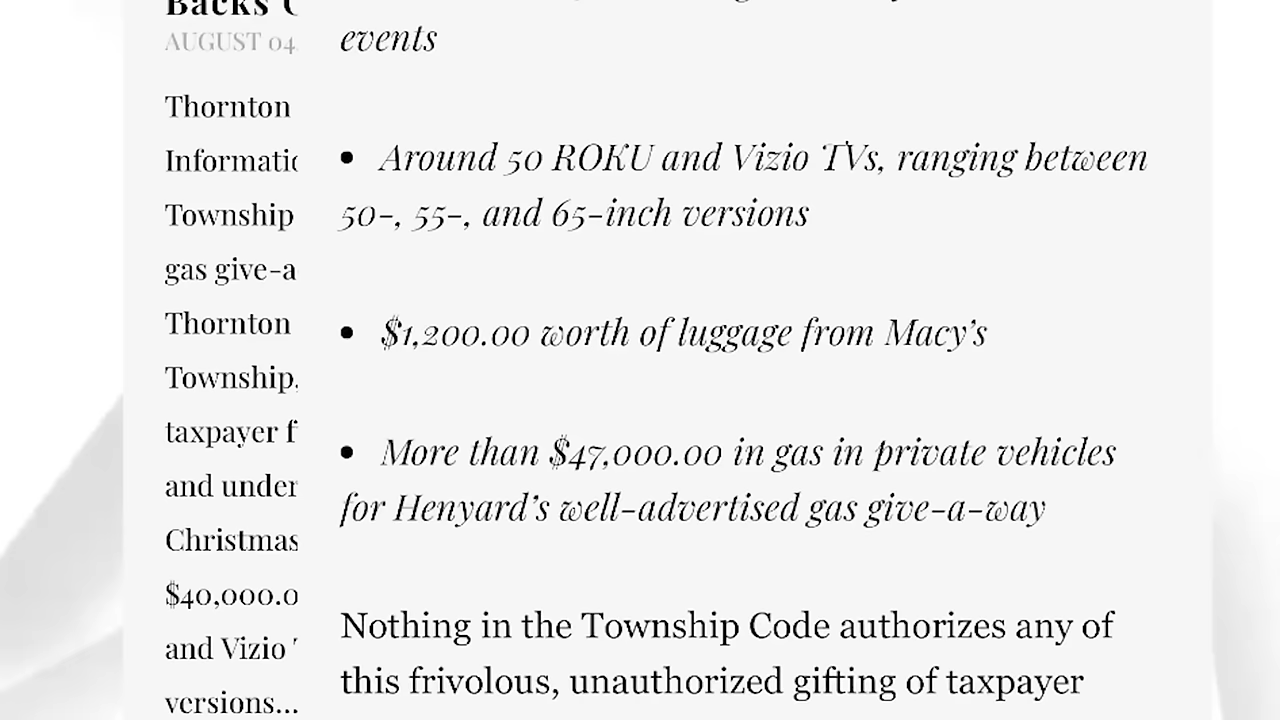 Backs
AUGUST 04
Thornton
Township
gas give-a
Thornton
Township,
taxpayer f
and under
Christmas
$40,000.0
and Vizio
versions...
events
• Around 50 ROKU and Vizio TVs, ranging between
50-, 55-, and 65-inch versions
• $1,200.00 worth of luggage from Macy's
• More than $47,000.00 in gas in private vehicles
for Henyard's well-advertised gas give-a-way
Nothing in the Township Code authorizes any of
this frivolous, unauthorized gifting of taxpayer